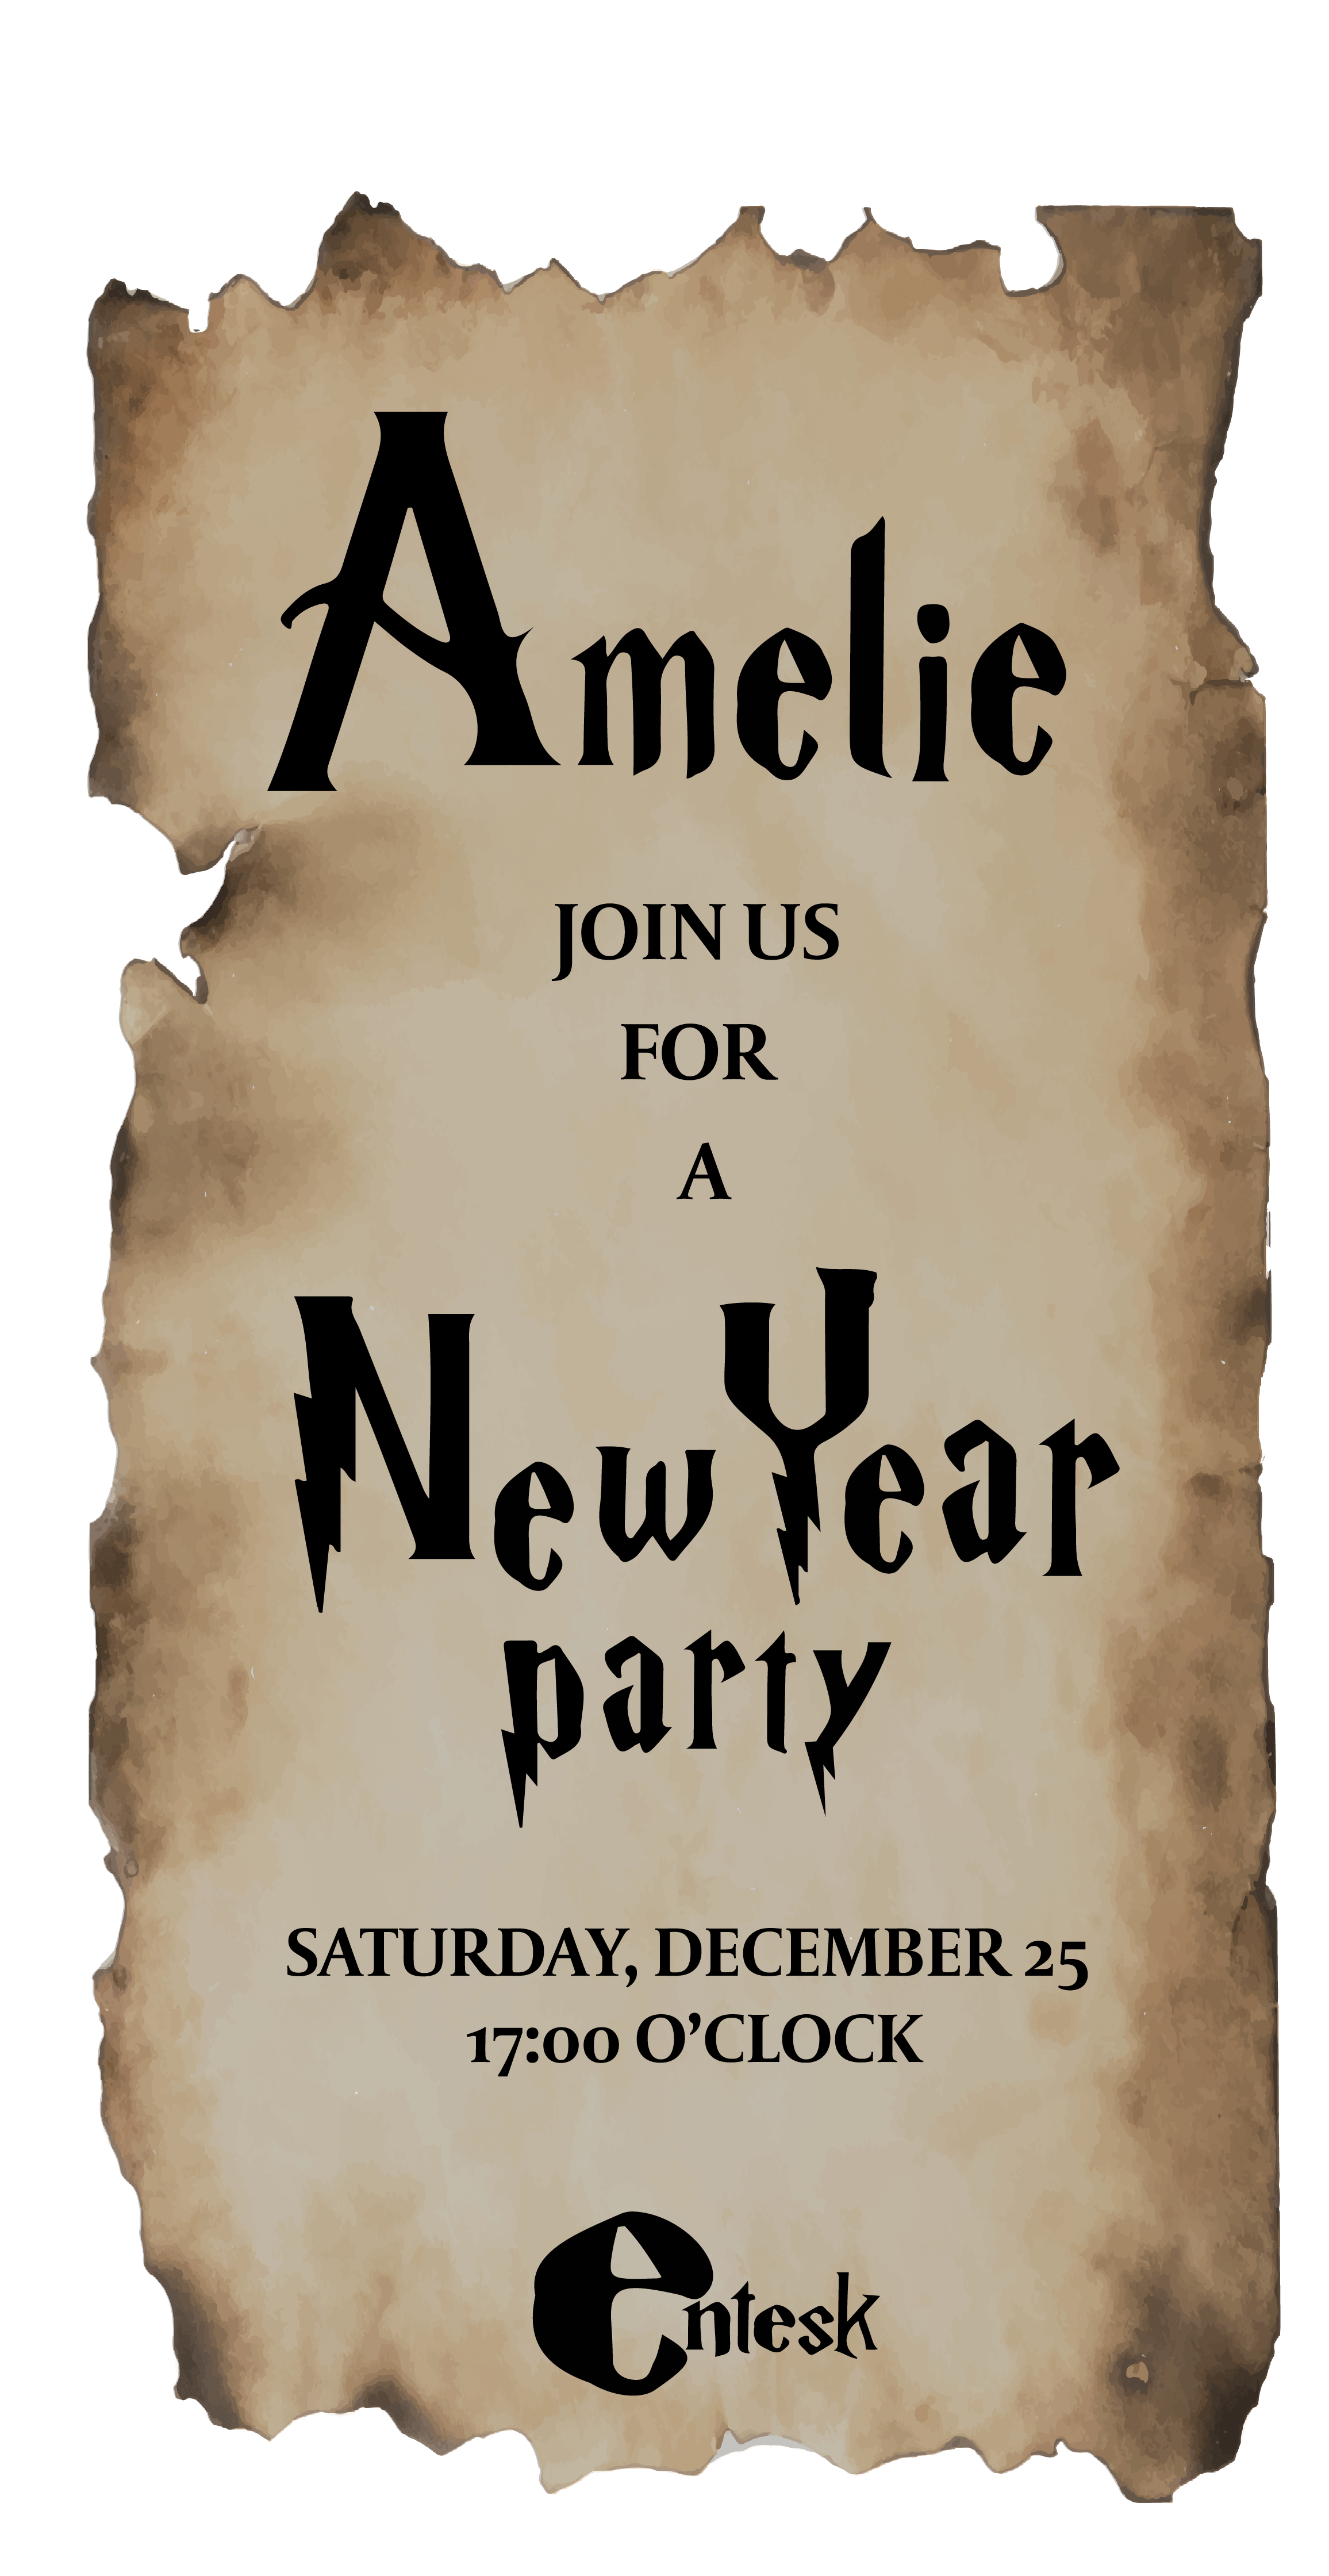 Amelie
JOIN US
FOR
A
New Year
party
SATURDAY, DECEMBER 25
17:00 O’CLOCK
entesk